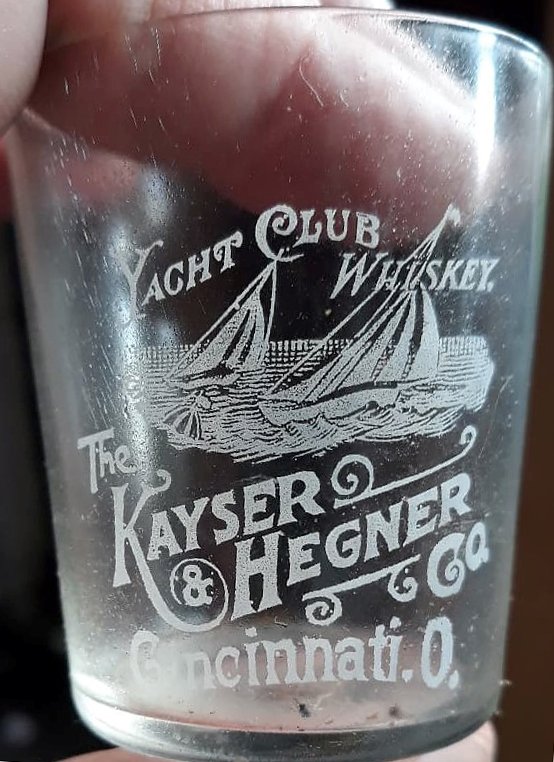 Yacht Club Whiskey.
The
Kayser
& Hegner Co.
Cincinnati. O.